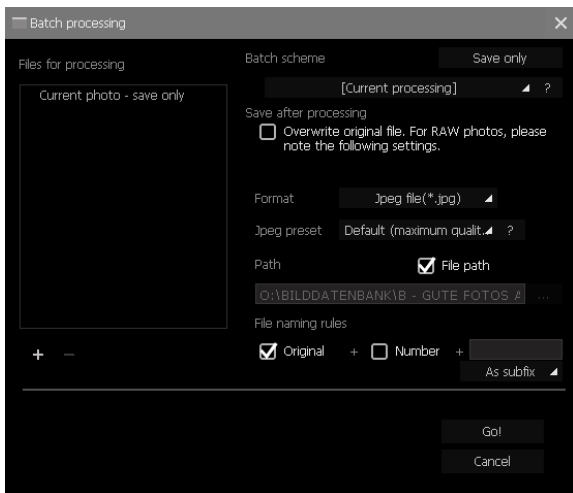 Batch processing
Files for processing
Current photo - save only
+ −
Batch scheme
Save only
[Current processing] ?
Save after processing
Overwrite original file. For RAW photos, please
note the following settings.
Format Jpeg file(*.jpg)
Jpeg preset Default (maximum qualit. ?
Path File path
O:\BILDDATENBANK\B - GUTE FOTOS A ...
File naming rules
Original + Number +
As subfix
Go!
Cancel